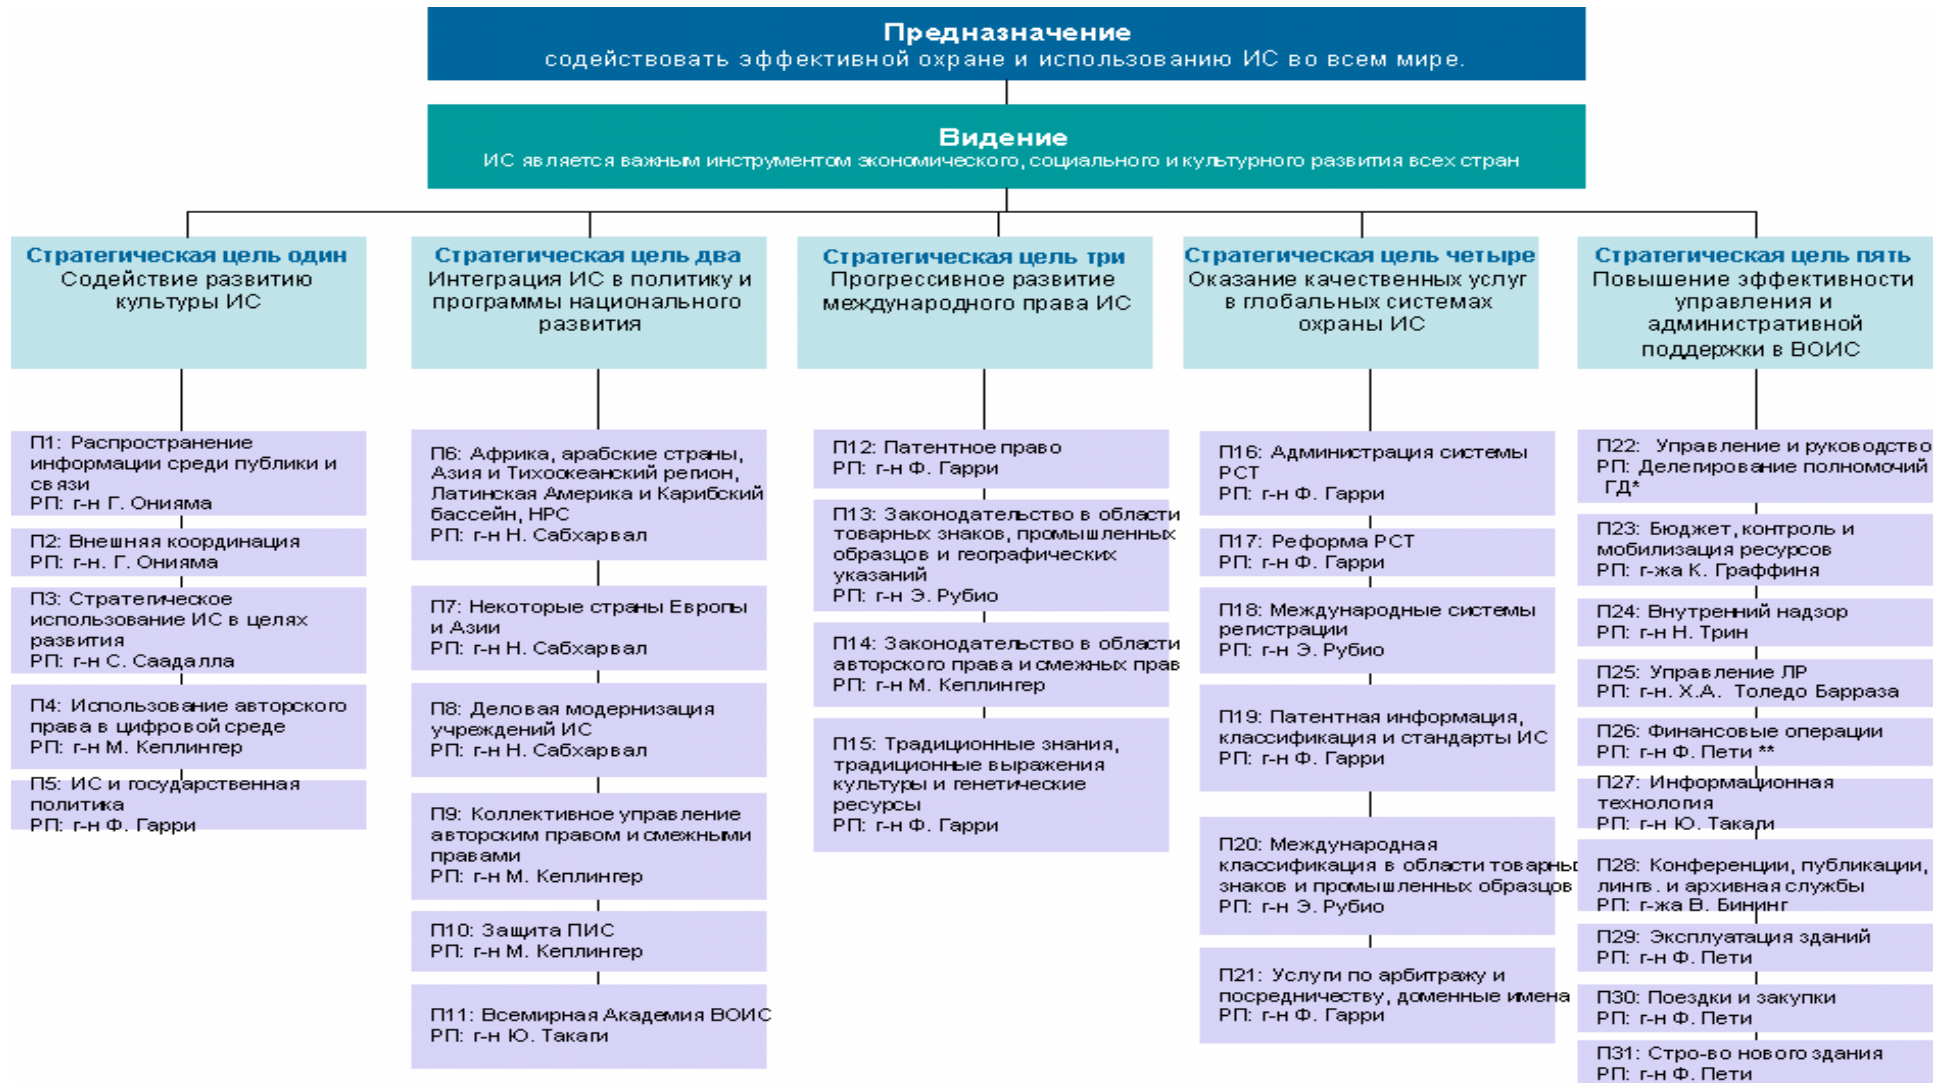 Предназначение
содействовать эффективной охране и использованию ИС во всем мире.
Видение
ИС является важным инструментом экономического, социального и культурного развития всех стран
Стратегическая цель один
Содействие развитию
культуры ИС
П1: Распространение
информации среди публики и
связи
РП: г-н Г. Онияма
П2: Внешняя координация
РП: г-н. Г. Онияма
П3: Стратегическое
использование ИС в целях
развития
РП: г-н С. Саадалла
П4: Использование авторского
права в цифровой среде
РП: г-н М. Кеплингер
П5: ИС и государственная
политика
РП: г-н Ф. Гарри
Стратегическая цель два
Интеграция ИС в политику и
программы национального
развития
П6: Африка, арабские страны,
Азия и Тихоокеанский регион,
Латинская Америка и Карибский
бассейн, НРС
РП: г-н Н. Сабхарвал
П7: Некоторые страны Европы
и Азии
РП: г-н Н. Сабхарвал
П8: Деловая модернизация
учреждений ИС
РП: г-н Н. Сабхарвал
П9: Коллективное управление
авторским правом и смежными
правами
РП: г-н М. Кеплингер
П10: Защита ПИС
РП: г-н М. Кеплингер
П11: Всемирная Академия ВОИС
РП: г-н Ю. Такаги
Стратегическая цель три
Прогрессивное развитие
международного права ИС
П12: Патентное право
РП: г-н Ф. Гарри
П13: Законодательство в области
товарных знаков, промышленных
образцов и географических
указаний
РП: г-н Э. Рубио
П14: Законодательство в области
авторского права и смежных прав
РП: г-н М. Кеплингер
П15: Традиционные знания,
традиционные выражения
культуры и генетические
ресурсы
РП: г-н Ф. Гарри
Стратегическая цель четыре
Оказание качественных услуг
в глобальных системах
охраны ИС
П16: Администрация системы
РСТ
РП: г-н Ф. Гарри
П17: Реформа РСТ
РП: г-н Ф. Гарри
П18: Международные системы
регистрации
РП: г-н Э. Рубио
П19: Патентная информация,
классификация и стандарты ИС
РП: г-н Ф. Гарри
П20: Международная
классификация в области товарны
знаков и промышленных образцов
РП: г-н Э. Рубио
П21: Услуги по арбитражу и
посредничеству, доменные имена
РП: г-н Ф. Гарри
Стратегическая цель пять
Повышение эффективности
управления и
административной
поддержки в ВОИС
П22: Управление и руководство
РП: Делегирование полномочий
ГД*
П23: Бюджет, контроль и
мобилизация ресурсов
РП: г-жа К. Граффинья
П24: Внутренний надзор
РП: г-н Н. Трин
П25: Управление ЛР
РП: г-н. Х.А. Толедо Барраза
П26: Финансовые операции
РП: г-н Ф. Пети **
П27: Информационная
технология
РП: г-н Ю. Такаги
П28: Конференции, публикации,
лингв. и архивная службы
РП: г-жа В. Бининг
П29: Эксплуатация зданий
РП: г-н Ф. Пети
П30: Поездки и закупки
РП: г-н Ф. Пети
П31: Стро-во нового здания
РП: г-н Ф. Пети